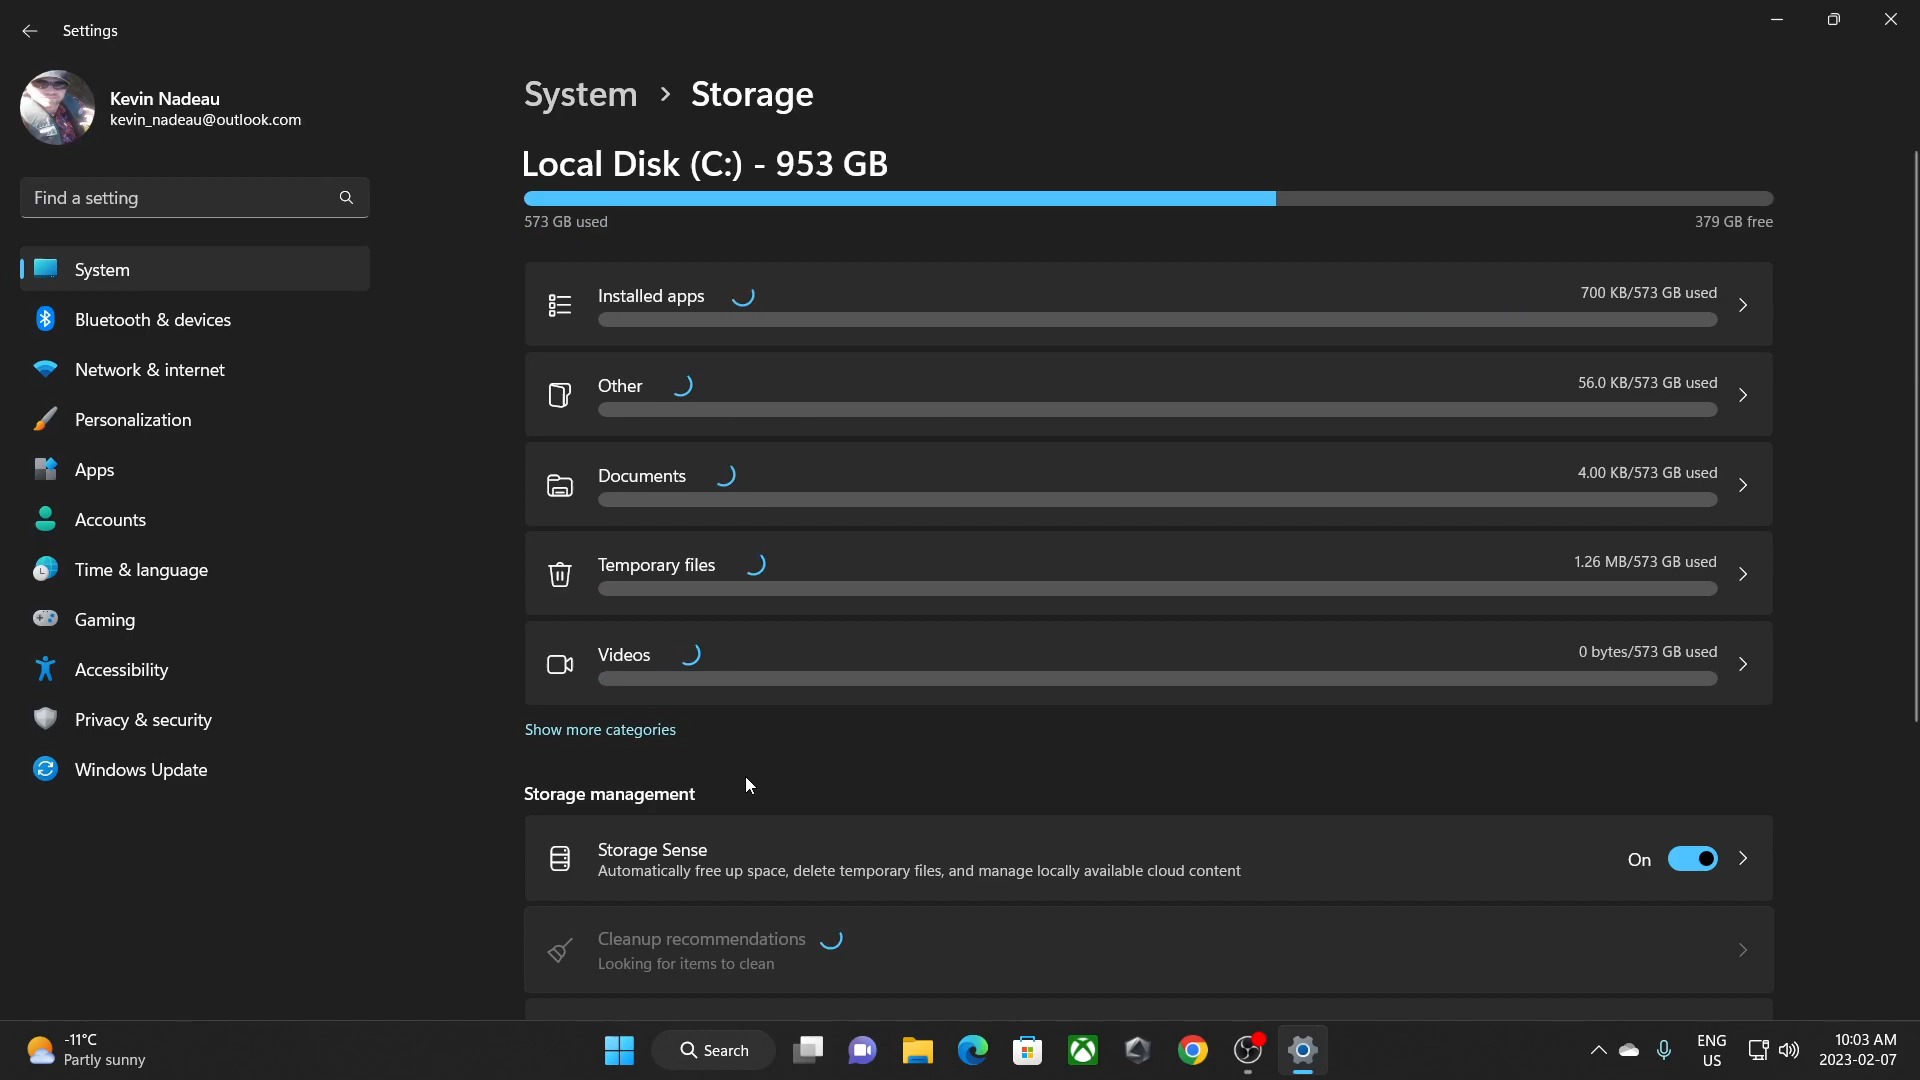 Settings
Kevin Nadeau
kevin_nadeau@outlook.com
Find a setting
System
Bluetooth & devices
Network & internet
Personalization
Apps
Accounts
Time & language
Gaming
Accessibility
Privacy & security
Windows Update
System > Storage
Local Disk (C:) - 953 GB
573 GB used
379 GB free
Installed apps
700 KB/573 GB used
Other
56.0 KB/573 GB used
Documents
4.00 KB/573 GB used
Temporary files
1.26 MB/573 GB used
Videos
0 bytes/573 GB used
Show more categories
Storage management
Storage Sense
Automatically free up space, delete temporary files, and manage locally available cloud content
On
Cleanup recommendations
Looking for items to clean
-11°C
Partly sunny
Search
ENG
US
10:03 AM
2023-02-07